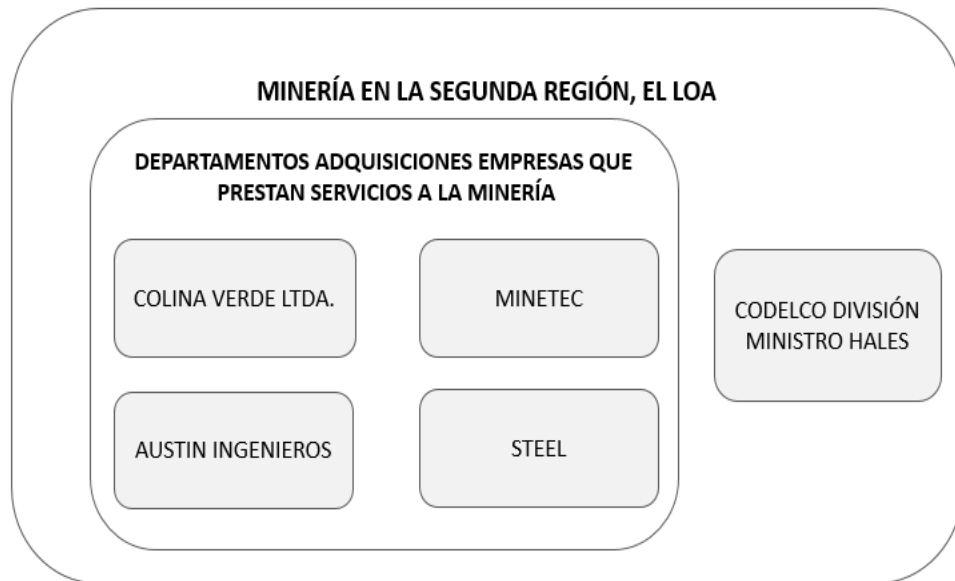 MINERÍA EN LA SEGUNDA REGIÓN, EL LOA
DEPARTAMENTOS ADQUISICIONES EMPRESAS QUE
PRESTAN SERVICIOS A LA MINERÍA
COLINA VERDE LTDA.
MINETEC
CODELCO DIVISIÓN
MINISTRO HALES
AUSTIN INGENIEROS
STEEL